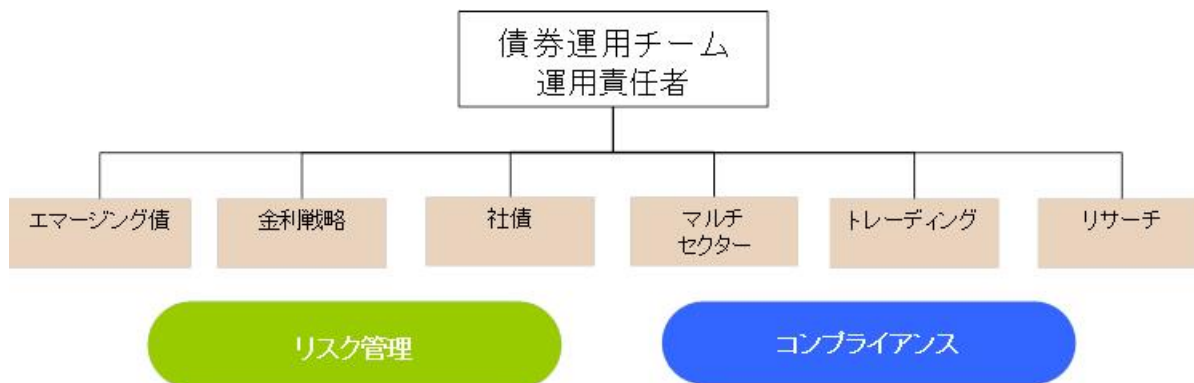 債券運用チーム
運用責任者
エマージング債
金利戦略
社債
マルチ
セクター
トレーディング
リサーチ
リスク管理
コンプライアンス